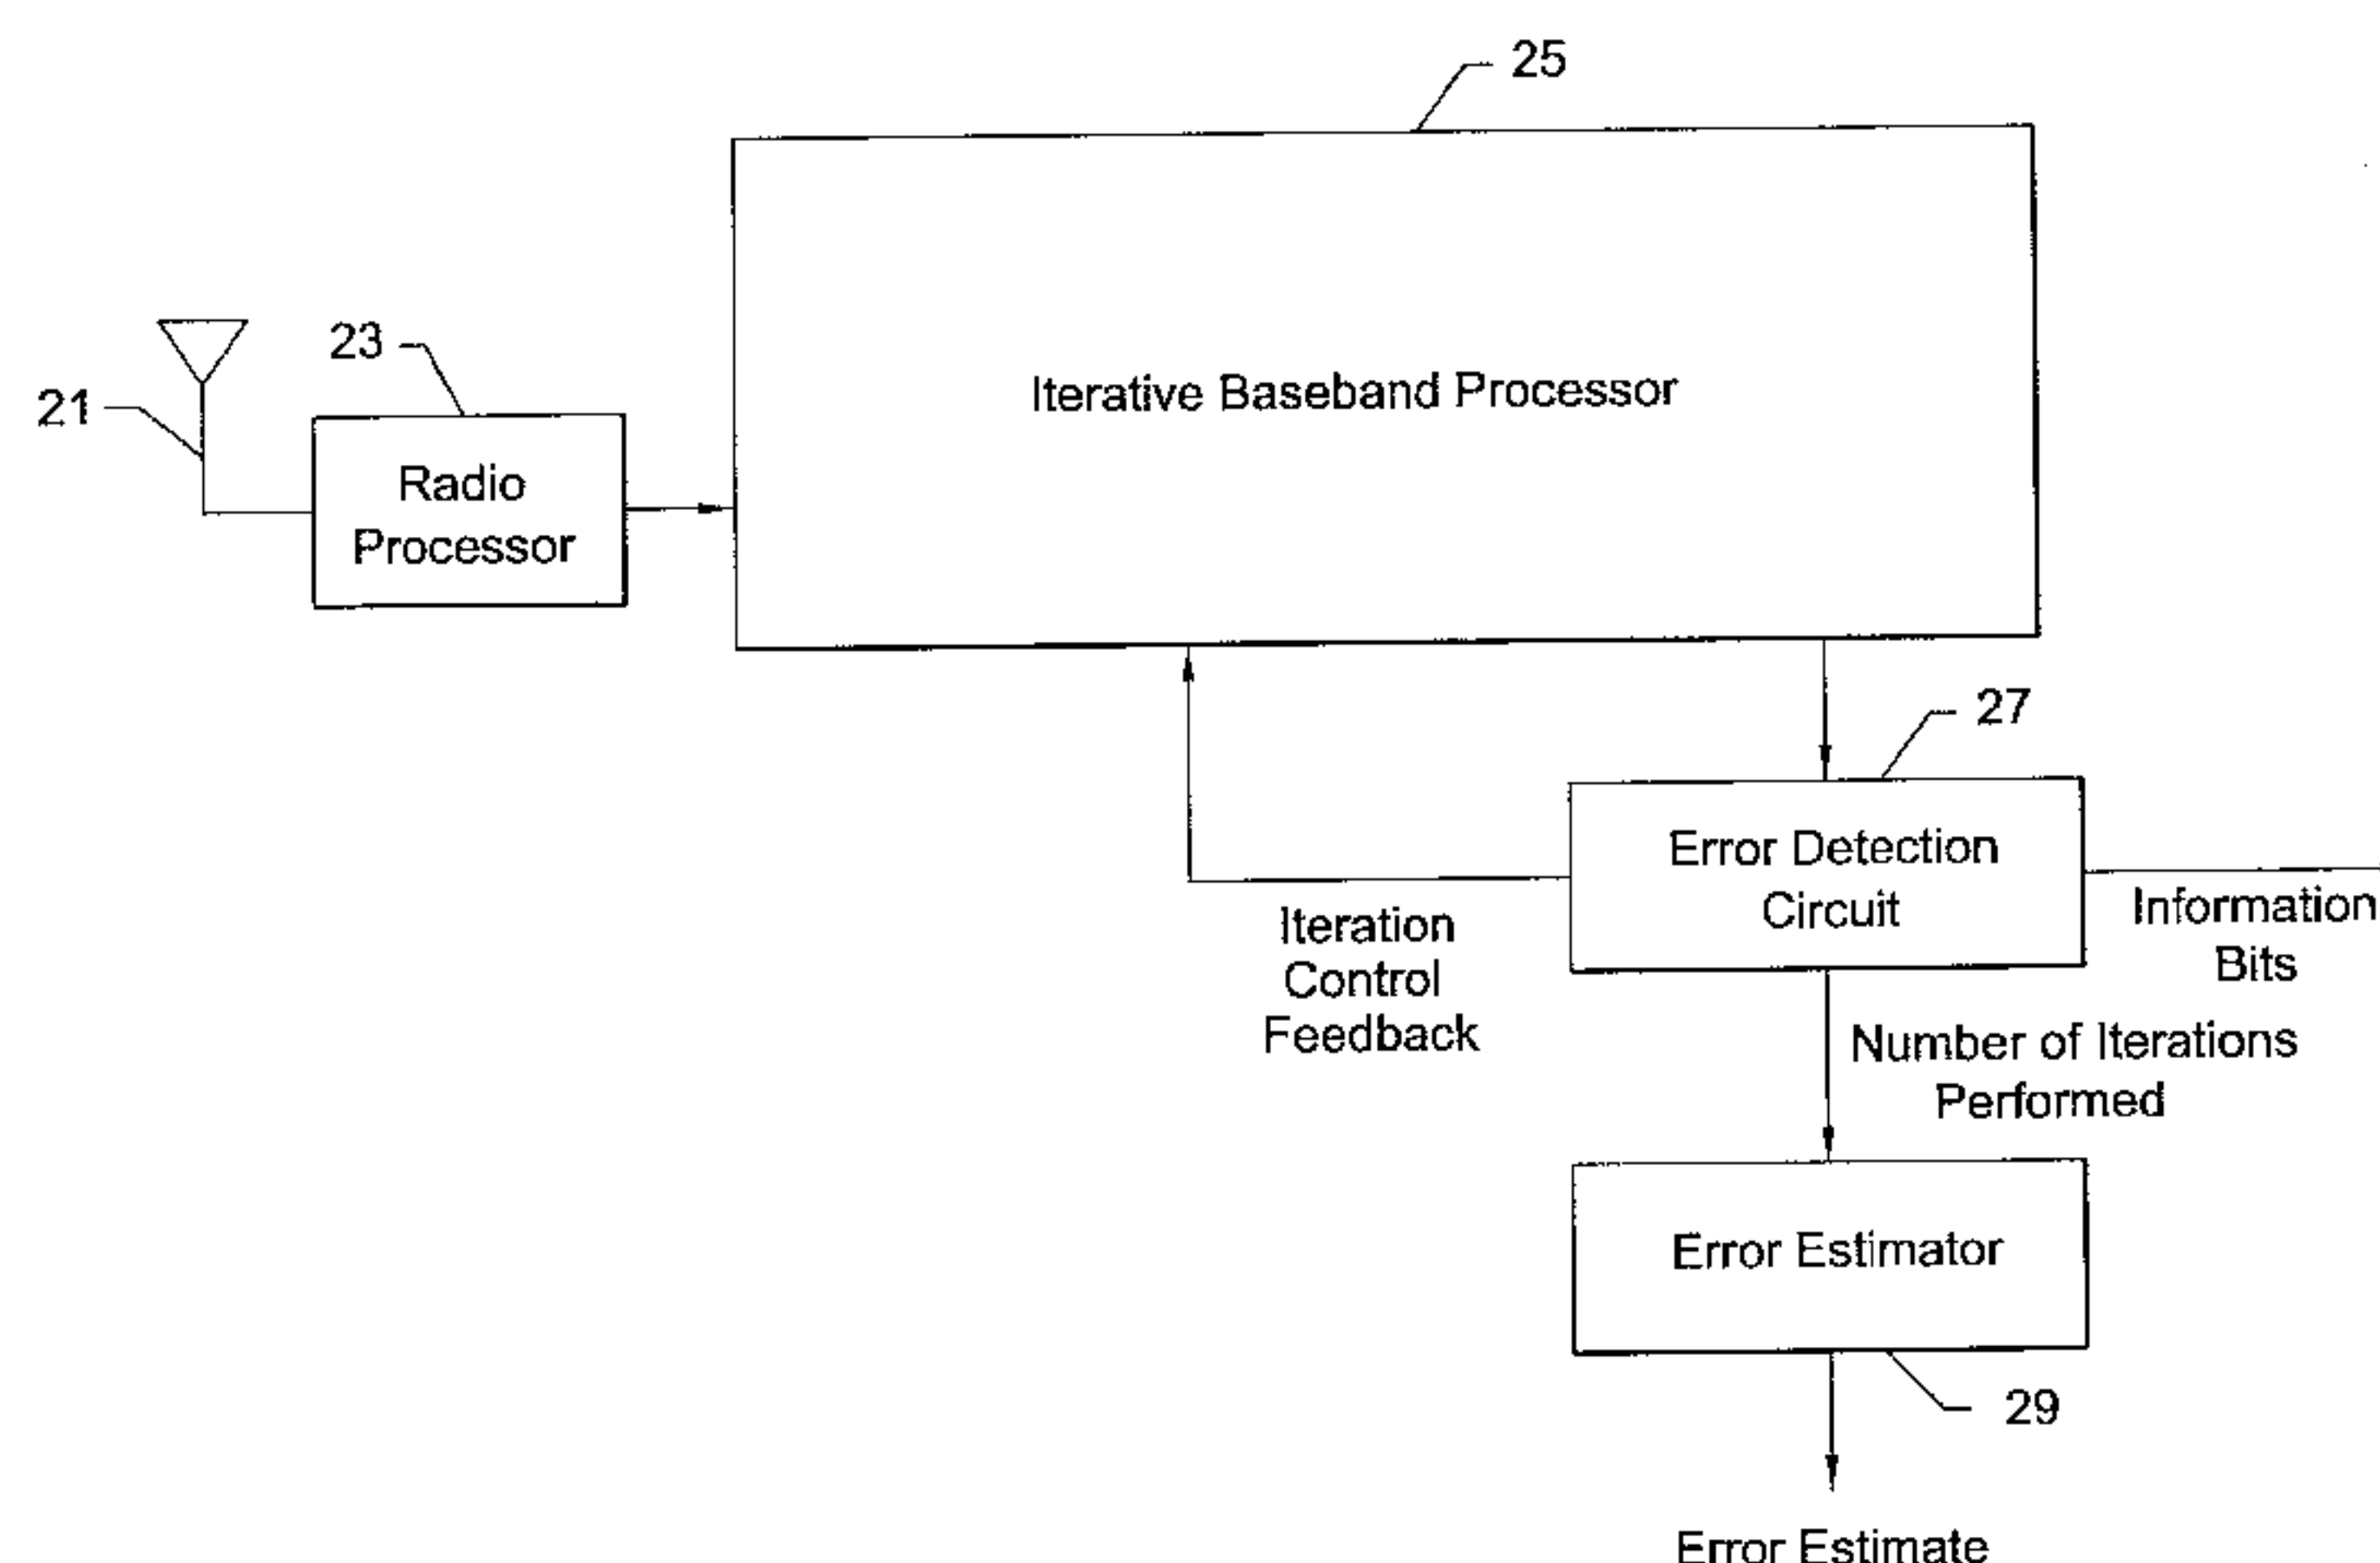 25
Iterative Baseband Processor
23
21
Radio
Processor
27
Error Detection
Circuit
Information
Bits
Iteration
Control
Feedback
Number of Iterations
Performed
Error Estimator
29
Error Estimate